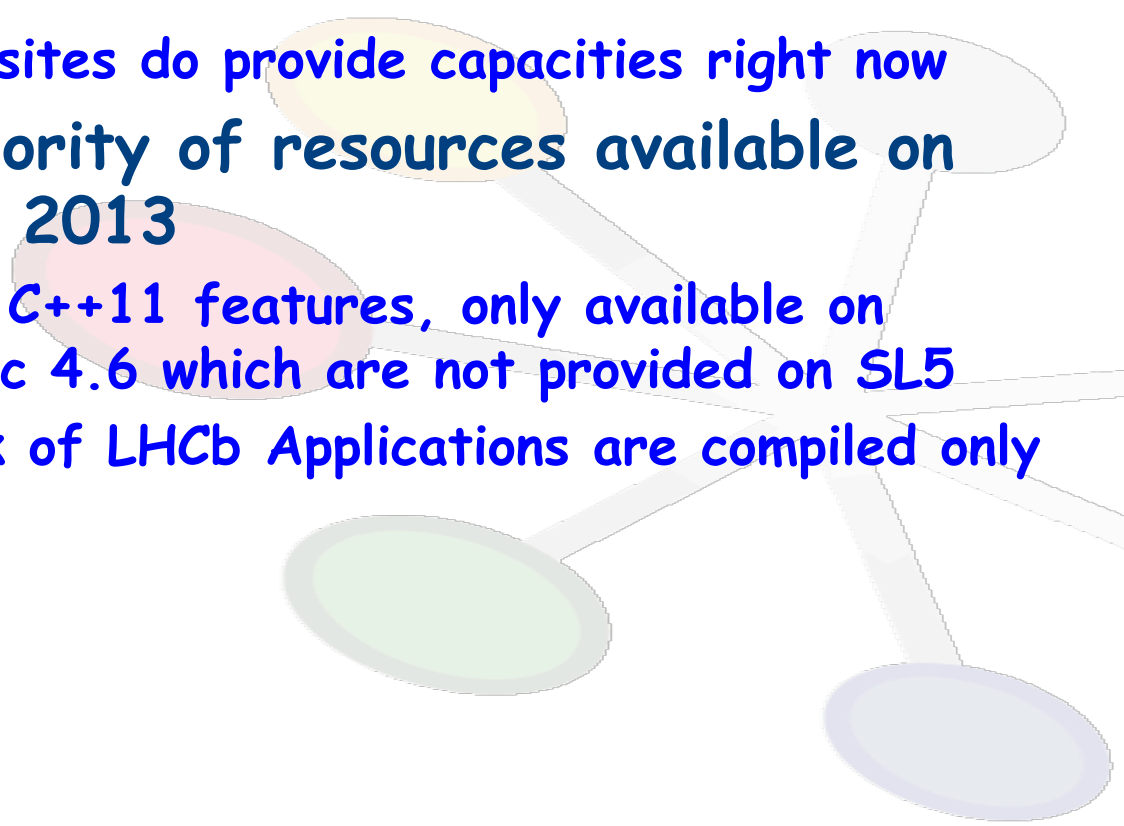 sites do provide capacities right now
ority of resources available on
2013
C++11 features, only available on
c 4.6 which are not provided on SL5
of LHCb Applications are compiled only